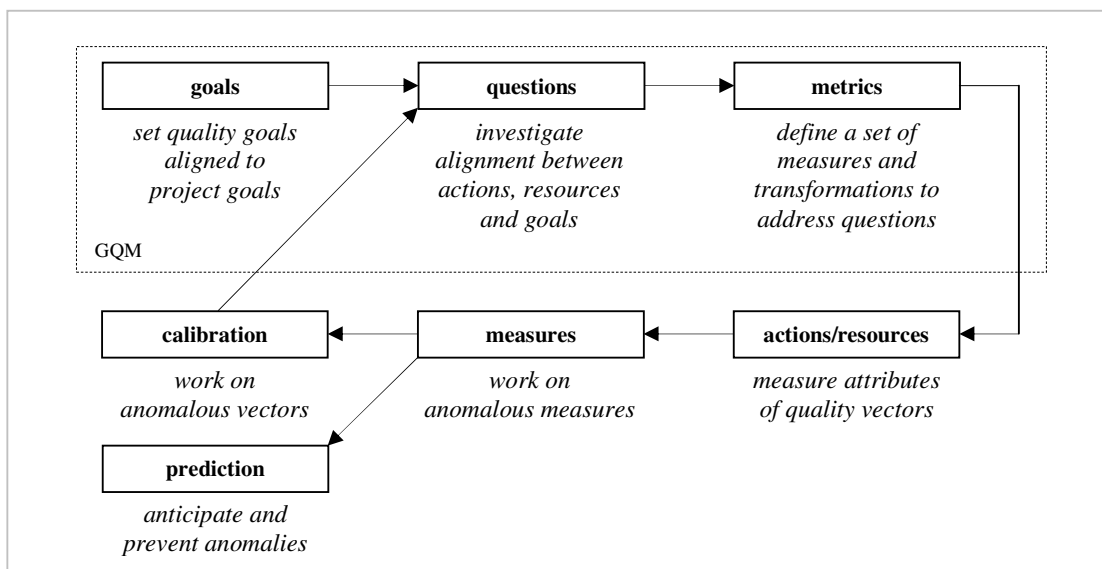 goals
set quality goals
aligned to
project goals
questions
investigate
alignment between
actions, resources
and goals
metrics
define a set of
measures and
transformations to
address questions
GQM
calibration
work on
anomalous vectors
measures
work on
anomalous measures
actions/resources
measure attributes
of quality vectors
prediction
anticipate and
prevent anomalies